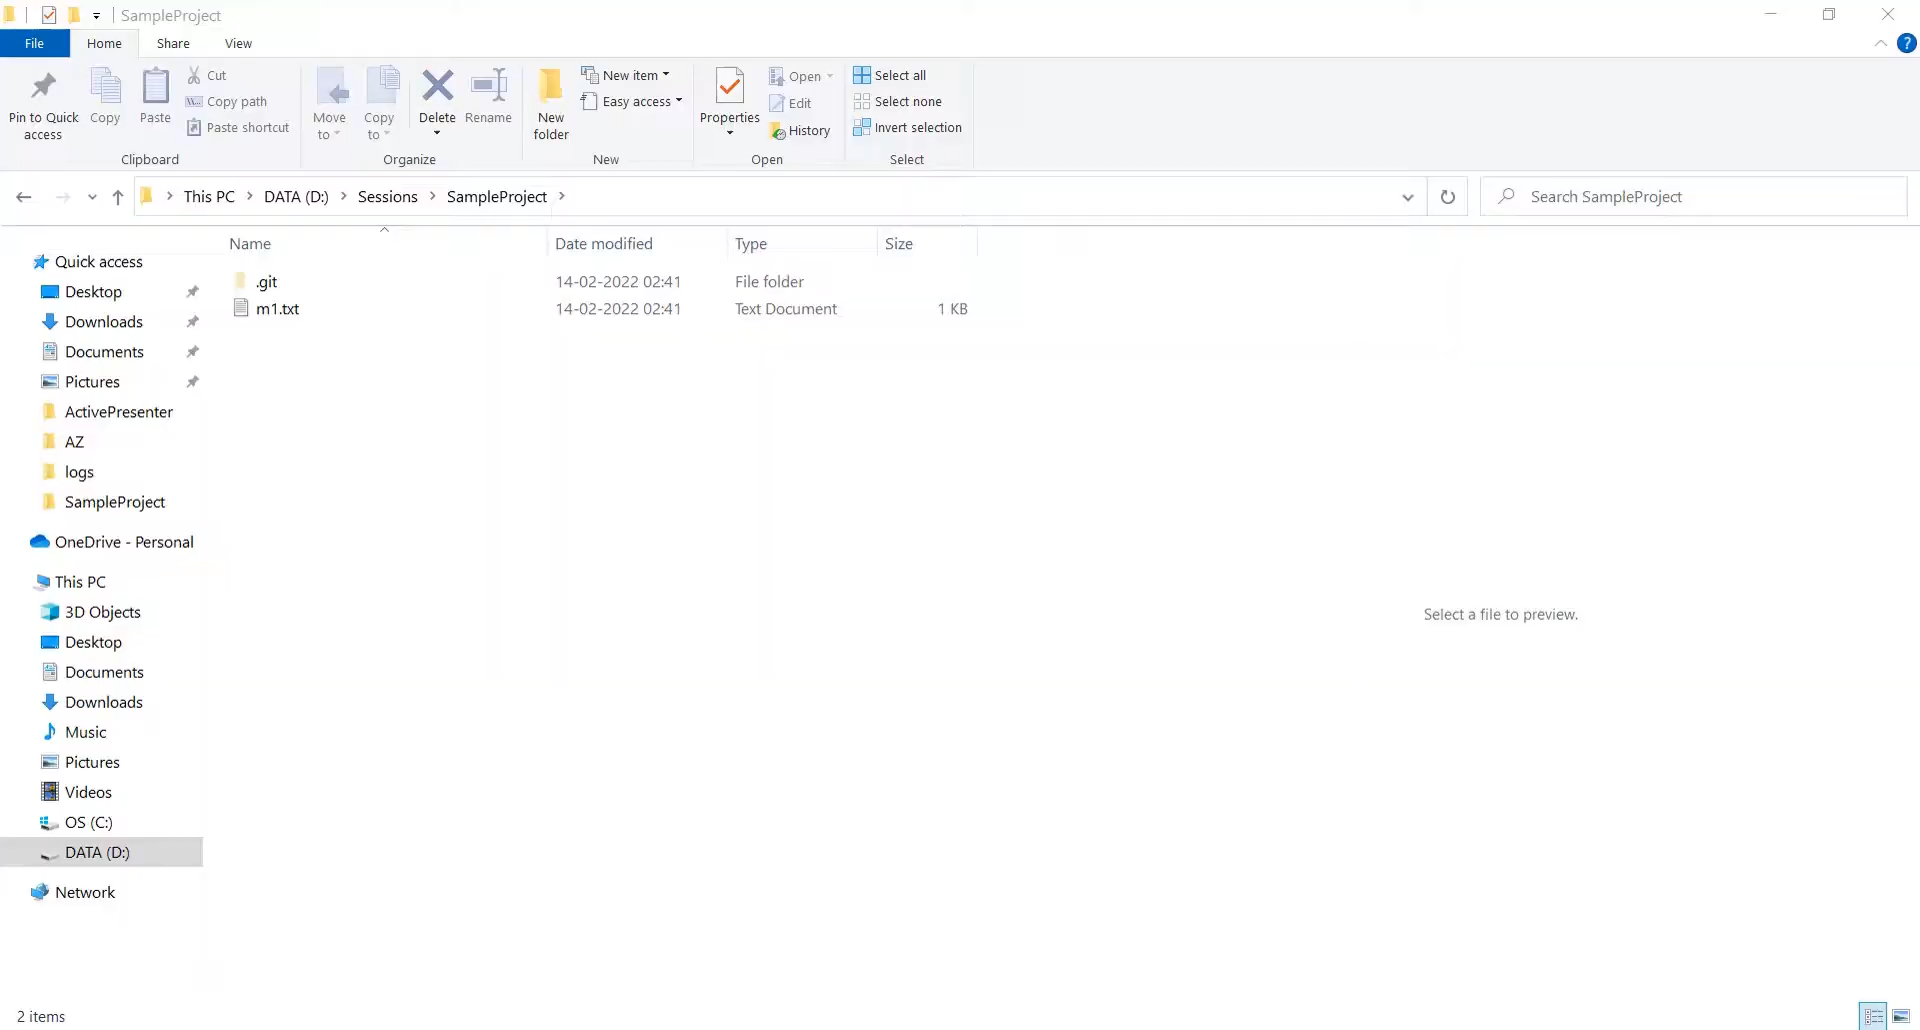 SampleProject
File Home Share View
Pin to Quick access
Copy
Paste
Cut
Copy path
Paste shortcut
Clipboard
Move to
Copy to
Delete
Rename
Organize
New folder
New item
Easy access
New
Properties
Open
Edit
History
Open
Select all
Select none
Invert selection
Select
This PC > DATA (D:) > Sessions > SampleProject >
Search SampleProject
Name Date modified Type Size
.git 14-02-2022 02:41 File folder
m1.txt 14-02-2022 02:41 Text Document 1 KB
Quick access
Desktop
Downloads
Documents
Pictures
ActivePresenter
AZ
logs
SampleProject
OneDrive - Personal
This PC
3D Objects
Desktop
Documents
Downloads
Music
Pictures
Videos
OS (C:)
DATA (D:)
Network
Select a file to preview.
2 items